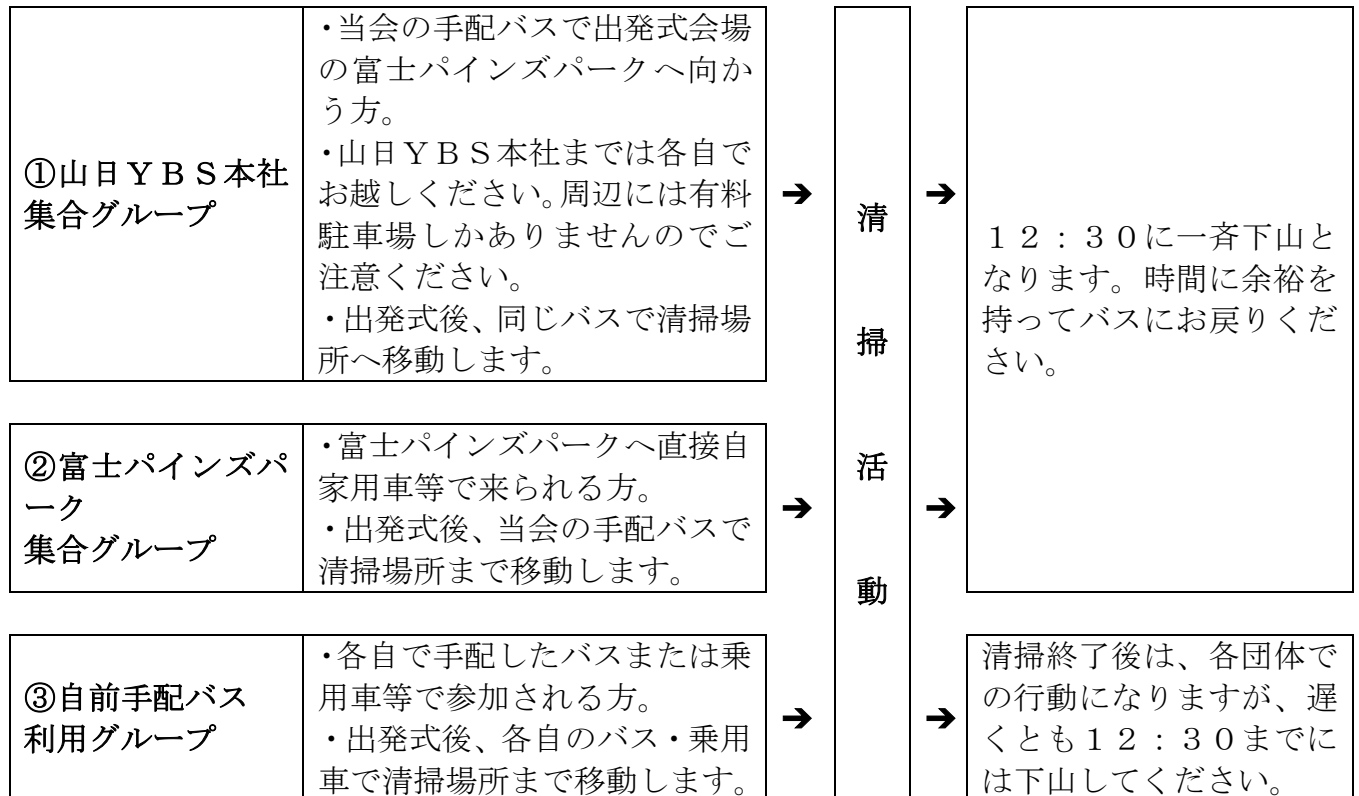 ①山日ＹＢＳ本社
集合グループ
・当会の手配バスで出発式会場
の富士パインズパークへ向か
う方。
・山日ＹＢＳ本社までは各自で
お越しください。周辺には有料
駐車場しかありませんのでご
注意ください。
・出発式後、同じバスで清掃場
所へ移動します。
➔
②富士パインズパ
ーク
集合グループ
・富士パインズパークへ直接自
家用車等で来られる方。
・出発式後、当会の手配バスで
清掃場所まで移動します。
➔
③自前手配バス
利用グループ
・各自で手配したバスまたは乗
用車等で参加される方。
・出発式後、各自のバス・乗用
車で清掃場所まで移動します。
➔
清
掃
活
動
➔
１２：３０に一斉下山と
なります。時間に余裕を
持ってバスにお戻りくだ
さい。
➔
➔
清掃終了後は、各団体で
の行動になりますが、遅
くとも１２：３０までに
は下山してください。